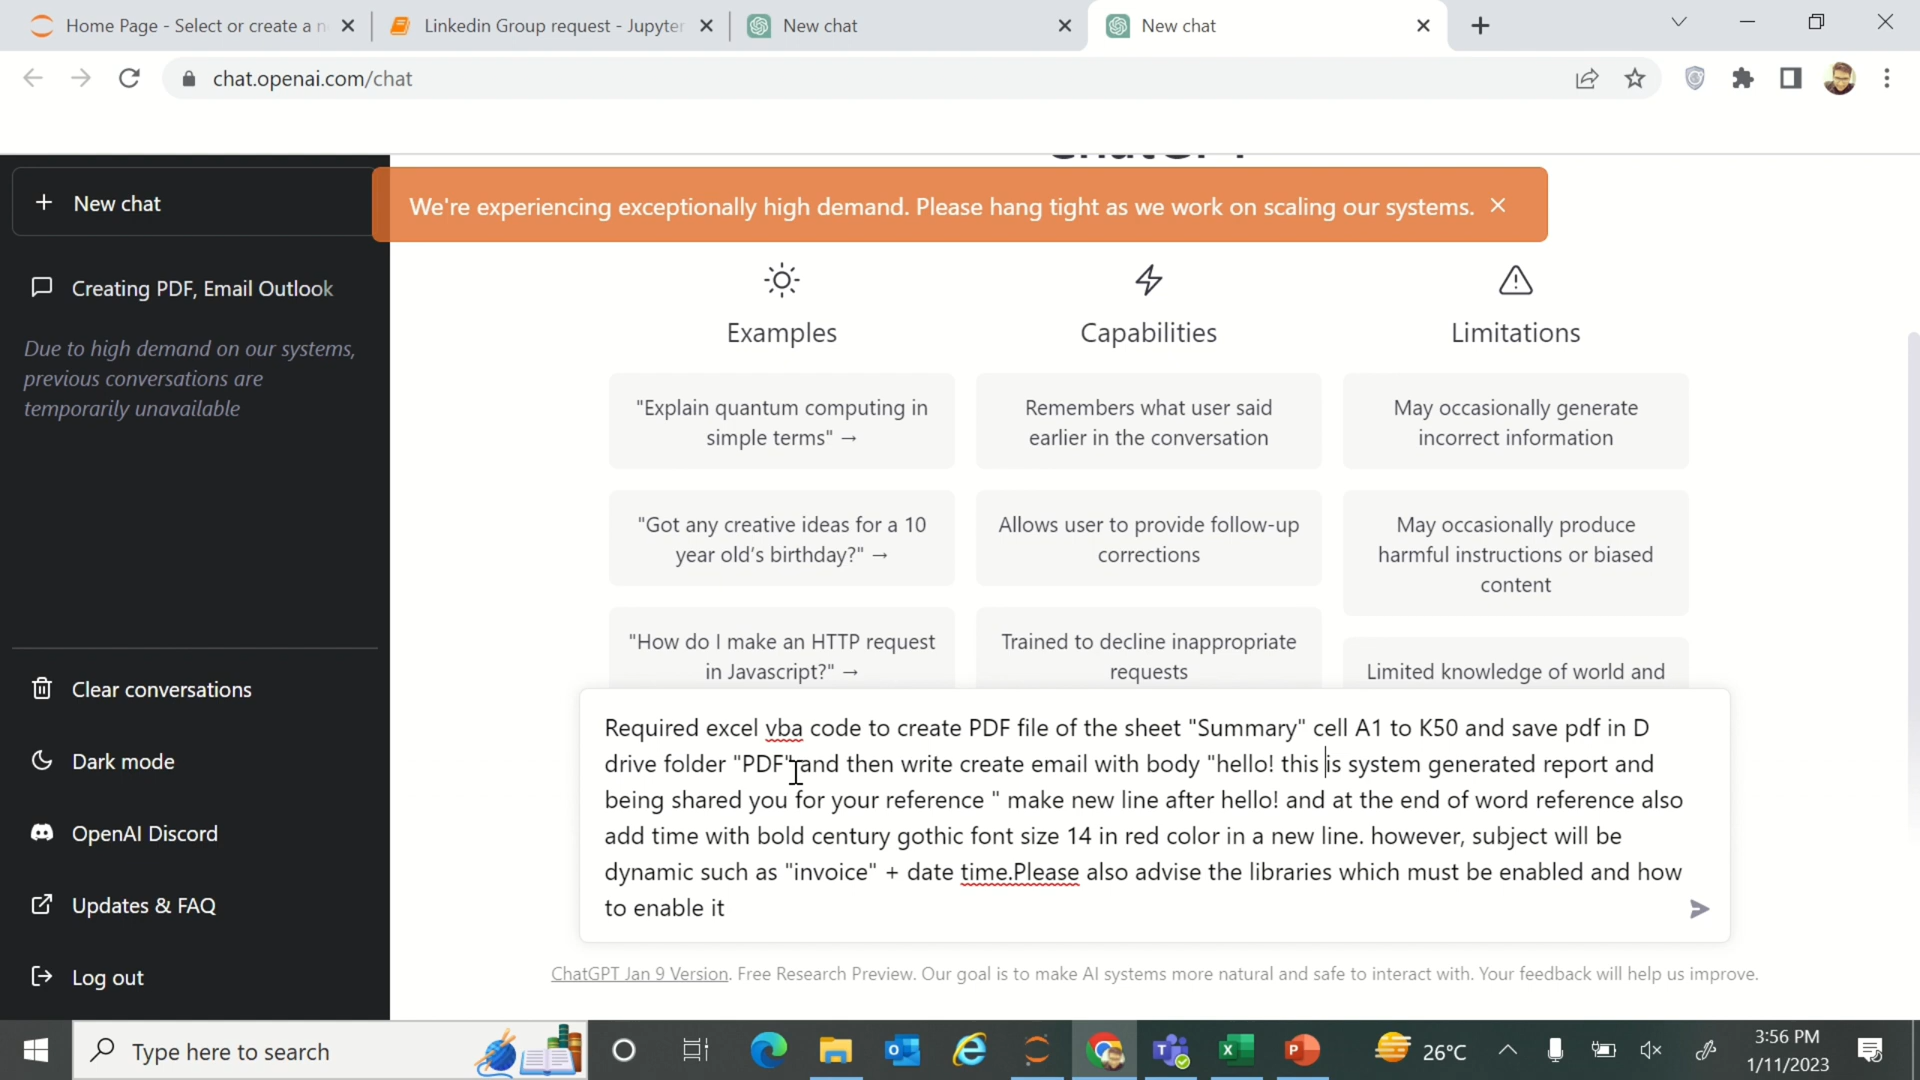 Home Page - Select or create a n
Linkedin Group request - Jupyter
New chat
New chat
chat.openai.com/chat
New chat
We're experiencing exceptionally high demand. Please hang tight as we work on scaling our systems.
Creating PDF, Email Outlook
Due to high demand on our systems,
previous conversations are
temporarily unavailable
Examples
Capabilities
Limitations
"Explain quantum computing in
simple terms" →
Remembers what user said
earlier in the conversation
May occasionally generate
incorrect information
"Got any creative ideas for a 10
year old's birthday?" →
Allows user to provide follow-up
corrections
May occasionally produce
harmful instructions or biased
content
"How do I make an HTTP request
in Javascript?" →
Trained to decline inappropriate
requests
Limited knowledge of world and
Required excel vba code to create PDF file of the sheet "Summary" cell A1 to K50 and save pdf in D
drive folder "PDF" and then write create email with body "hello! this is system generated report and
being shared you for your reference " make new line after hello! and at the end of word reference also
add time with bold century gothic font size 14 in red color in a new line. however, subject will be
dynamic such as "invoice" + date time.Please also advise the libraries which must be enabled and how
to enable it
Clear conversations
Dark mode
OpenAI Discord
Updates & FAQ
Log out
ChatGPT Jan 9 Version. Free Research Preview. Our goal is to make AI systems more natural and safe to interact with. Your feedback will help us improve.
Type here to search
26°C
3:56 PM
1/11/2023